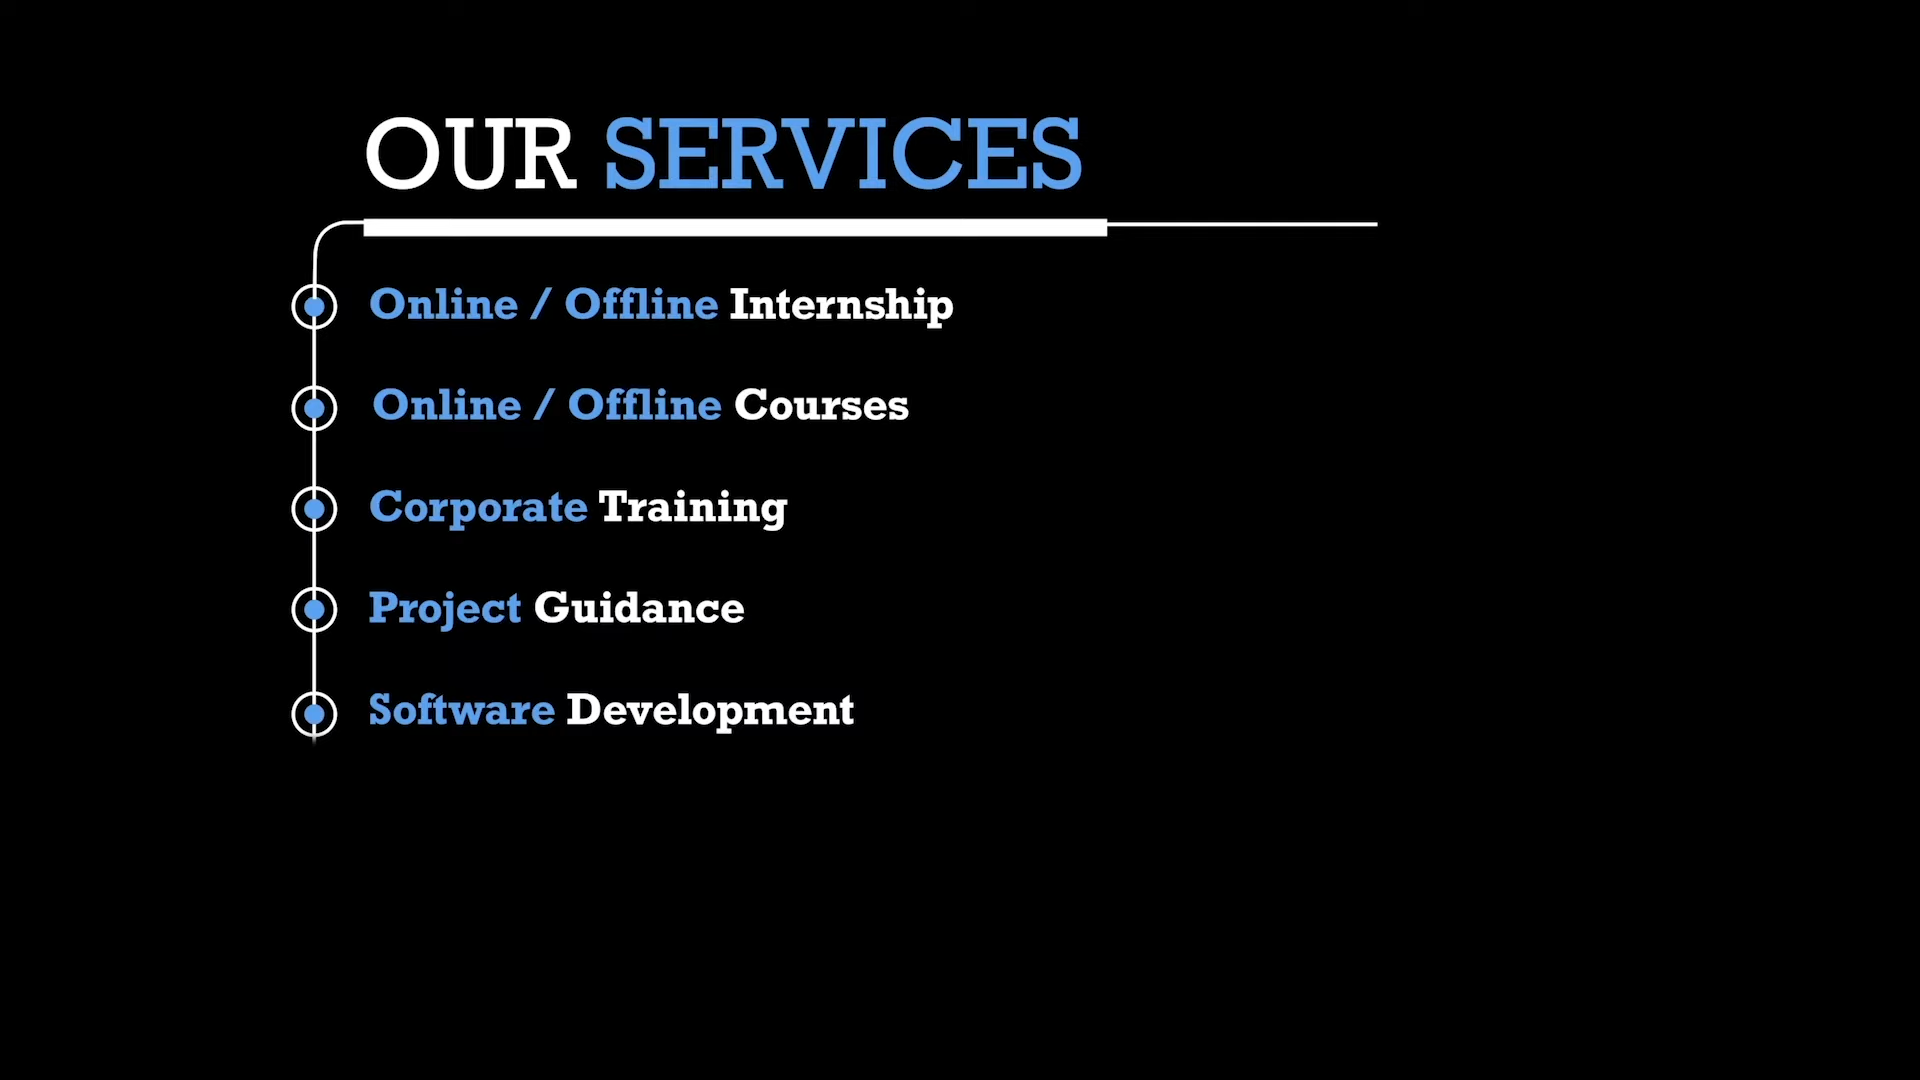 OUR SERVICES
Online / Offline Internship
Online / Offline Courses
Corporate Training
Project Guidance
Software Development